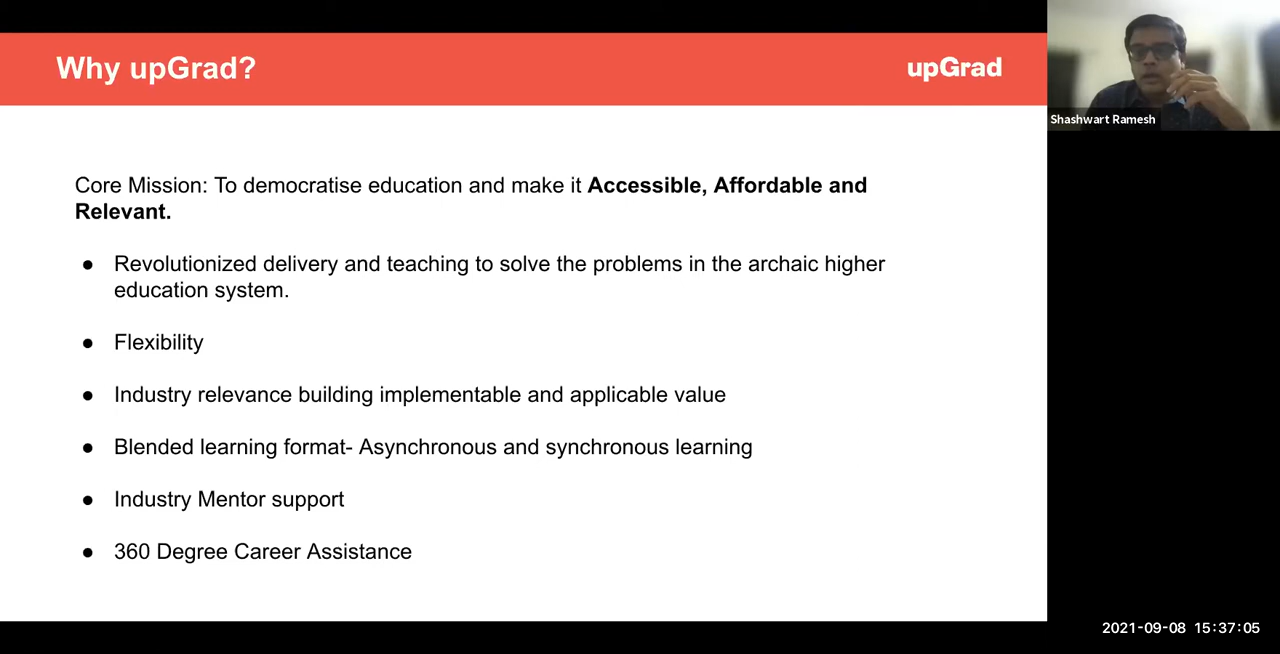 Why upGrad?
upGrad
Shashwart Ramesh
Core Mission: To democratise education and make it Accessible, Affordable and
Relevant.
● Revolutionized delivery and teaching to solve the problems in the archaic higher
education system.
● Flexibility
● Industry relevance building implementable and applicable value
● Blended learning format- Asynchronous and synchronous learning
● Industry Mentor support
● 360 Degree Career Assistance
2021-09-08 15:37:05